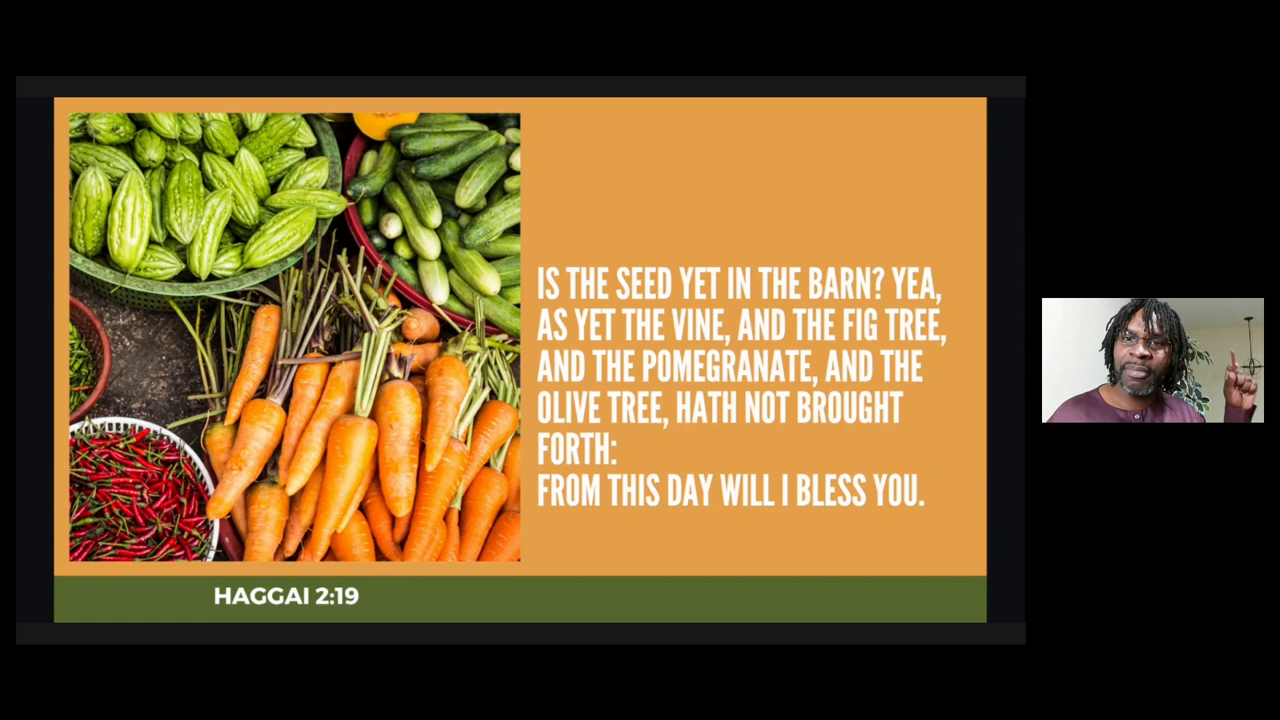 IS THE SEED YET IN THE BARN? YEA,
AS YET THE VINE, AND THE FIG TREE,
AND THE POMEGRANATE, AND THE
OLIVE TREE, HATH NOT BROUGHT
FORTH:
FROM THIS DAY WILL I BLESS YOU.
HAGGAI 2:19